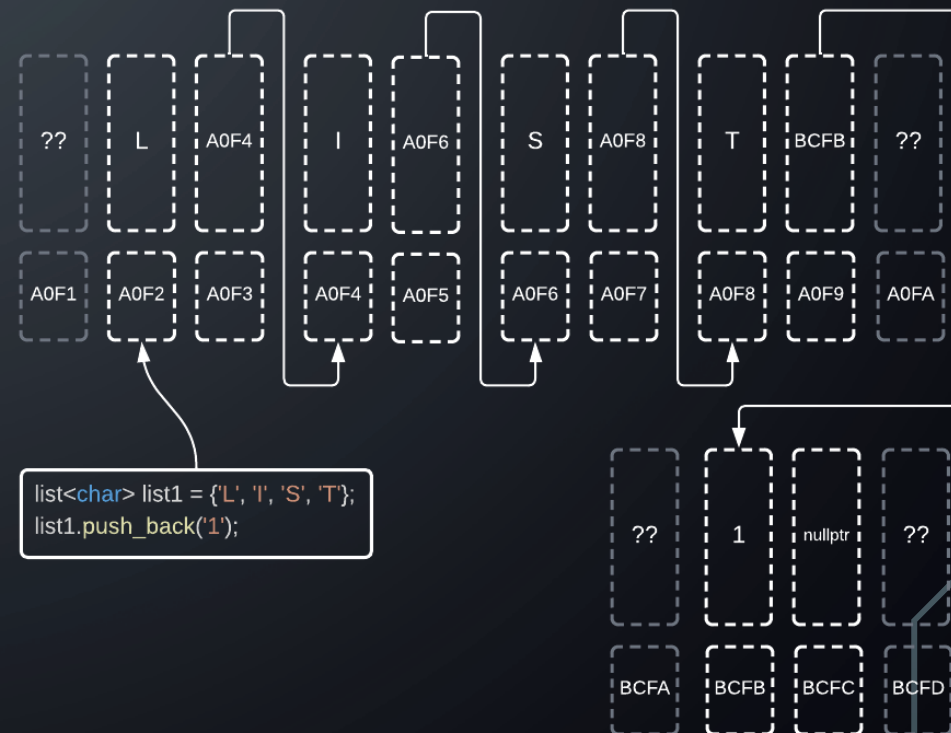 ?? L A0F4 I A0F6 S A0F8 T BCFB ??
A0F1 A0F2 A0F3 A0F4 A0F5 A0F6 A0F7 A0F8 A0F9 A0FA
list<char> list1 = {'L', 'I', 'S', 'T'};
list1.push_back('1');
?? 1 nullptr ??
BCFA BCFB BCFC BCFD